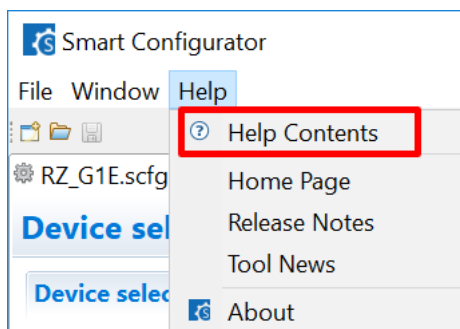 Smart Configurator
File Window Help
Help Contents
RZ_G1E.scfg
Home Page
Device sel
Release Notes
Tool News
Device selec
About